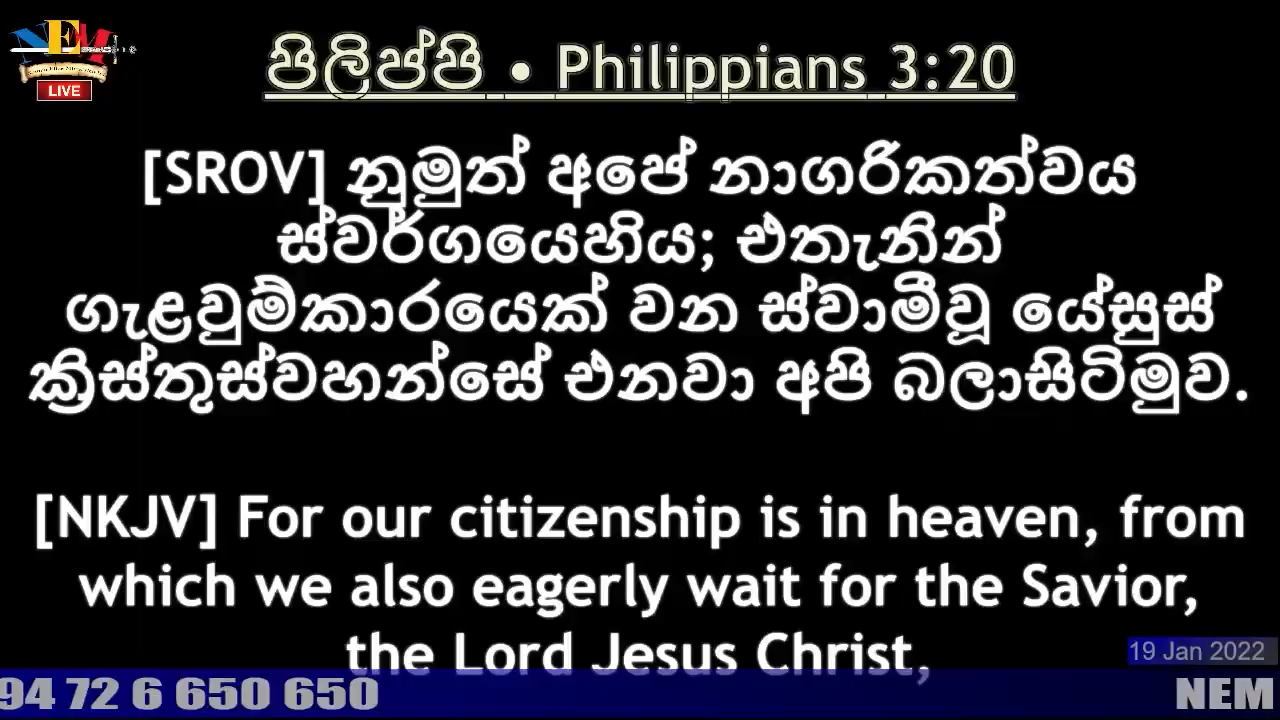 NEM
LIVE
පිලිප්පි • Philippians 3:20
[SROV] නුමුත් අපේ නාගරිකත්වය
ස්වර්ගයෙහිය; එතැනින්
ගැළවුම්කාරයෙක් වන ස්වාමීවූ යේසුස්
ක්‍රිස්තුස්වහන්සේ එනවා අපි බලාසිටිමුව.
[NKJV] For our citizenship is in heaven, from
which we also eagerly wait for the Savior,
the Lord Jesus Christ,
19 Jan 2022
94 72 6 650 650
NEM